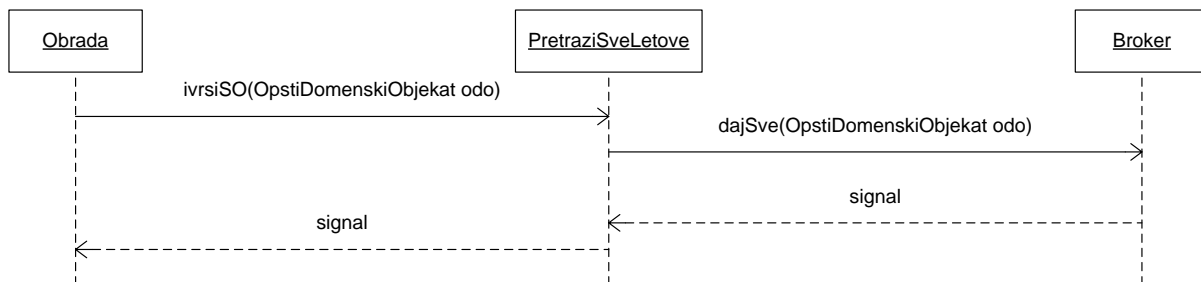 Obrada
PretraziSveLetove
Broker
ivrsiSO(OpstiDomenskiObjekat odo)
dajSve(OpstiDomenskiObjekat odo)
signal
signal